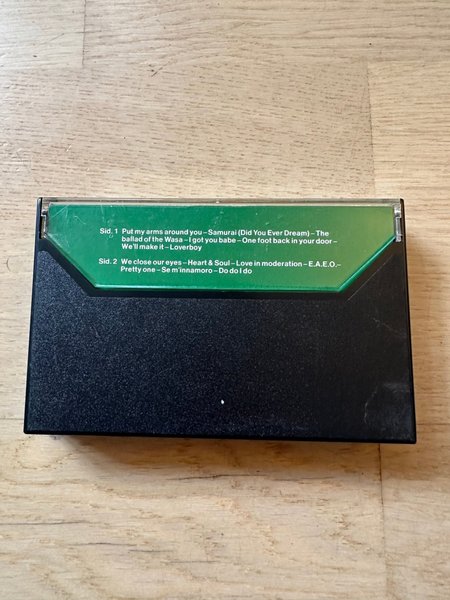 Sid. 1 Put my arms around you – Samurai (Did You Ever Dream) – The
ballad of the Wasa – I got you babe – One foot back in your door –
We'll make it – Loverboy
Sid. 2 We close our eyes – Heart & Soul – Love in moderation – E.A.E.O. –
Pretty one – Se m'innamoro – Do do I do